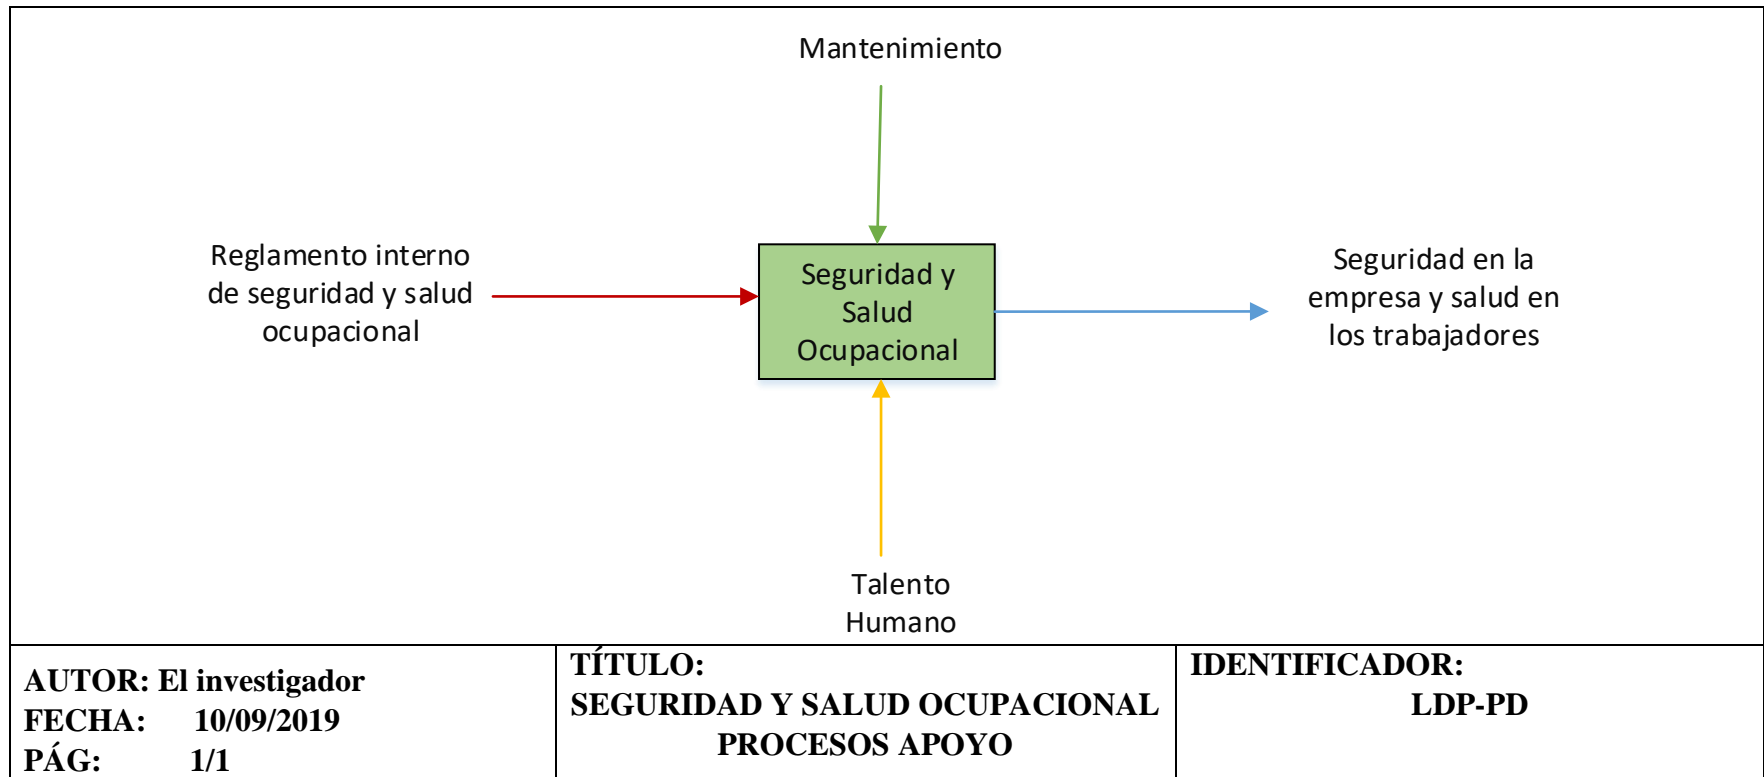 Mantenimiento
Reglamento interno
de seguridad y salud
ocupacional
Seguridad y
Salud
Ocupacional
Seguridad en la
empresa y salud en
los trabajadores
Talento
Humano
AUTOR: El investigador
FECHA: 10/09/2019
PÁG: 1/1
TÍTULO:
SEGURIDAD Y SALUD OCUPACIONAL
PROCESOS APOYO
IDENTIFICADOR:
LDP-PD